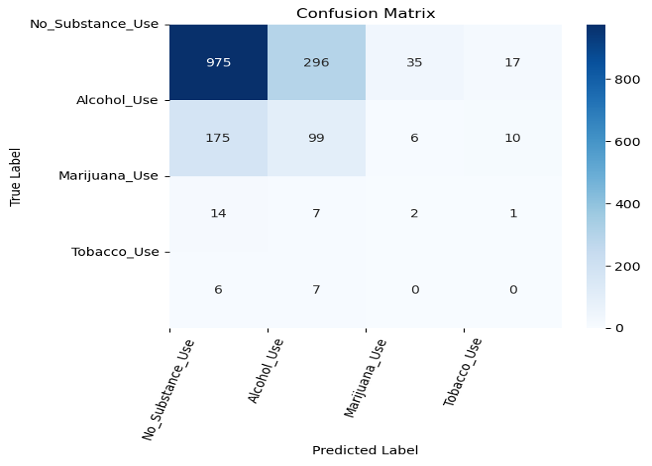 Confusion Matrix
No_Substance_Use
975 296 35 17
800
Alcohol_Use
175 99 6 10
600
True Label
Marijuana_Use
400
14 7 2 1
Tobacco_Use
200
6 7 0 0
0
No_Substance_Use
Alcohol_Use
Marijuana_Use
Tobacco_Use
Predicted Label